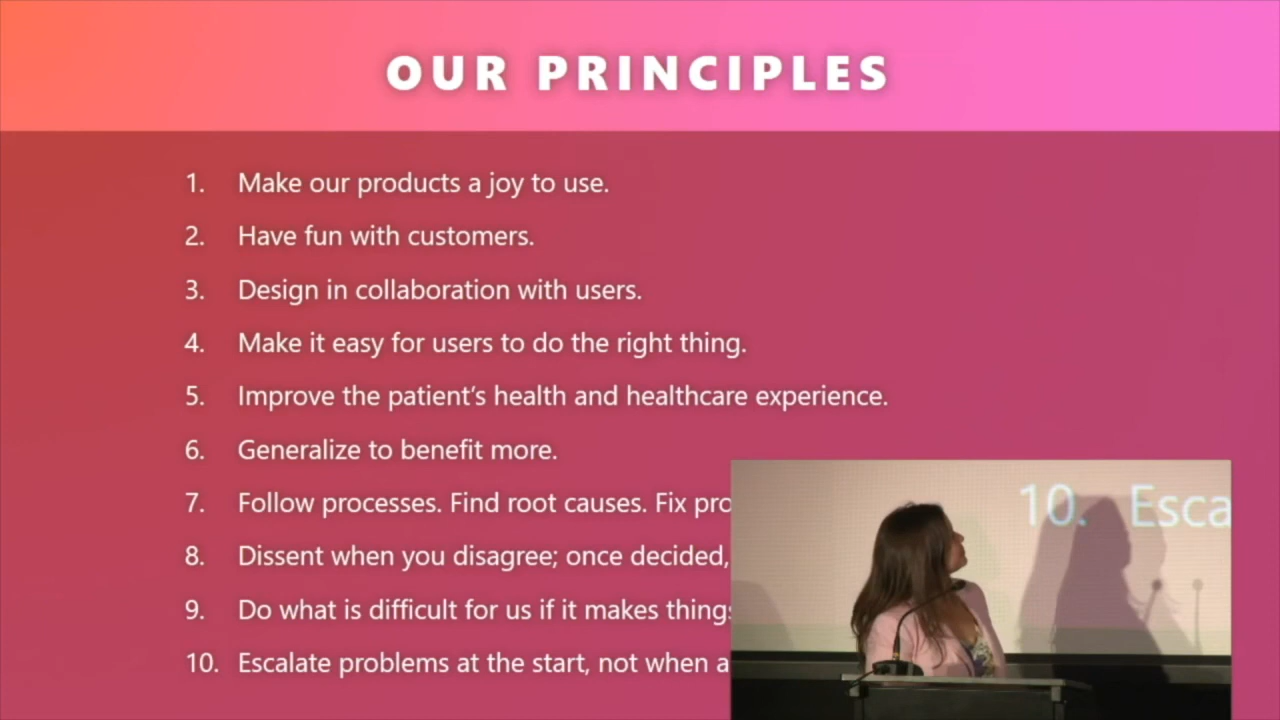 OUR PRINCIPLES
1. Make our products a joy to use.
2. Have fun with customers.
3. Design in collaboration with users.
4. Make it easy for users to do the right thing.
5. Improve the patient’s health and healthcare experience.
6. Generalize to benefit more.
7. Follow processes. Find root causes. Fix pro
8. Dissent when you disagree; once decided,
9. Do what is difficult for us if it makes things
10. Escalate problems at the start, not when a
10. Esca